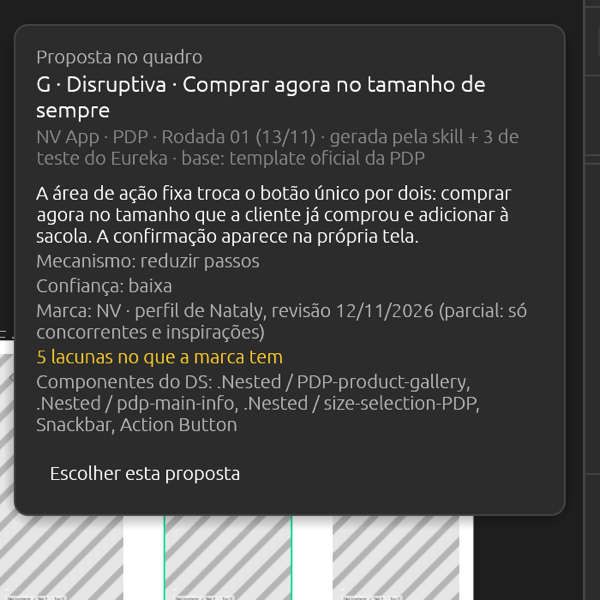 Proposta no quadro
G · Disruptiva · Comprar agora no tamanho de
sempre
NV App · PDP · Rodada 01 (13/11) · gerada pela skill + 3 de
teste do Eureka · base: template oficial da PDP
A área de ação fixa troca o botão único por dois: comprar
agora no tamanho que a cliente já comprou e adicionar à
sacola. A confirmação aparece na própria tela.
Mecanismo: reduzir passos
Confiança: baixa
Marca: NV · perfil de Nataly, revisão 12/11/2026 (parcial: só
concorrentes e inspirações)
5 lacunas no que a marca tem
Componentes do DS: .Nested / PDP-product-gallery,
.Nested / pdp-main-info, .Nested / size-selection-PDP,
Snackbar, Action Button
Escolher esta proposta